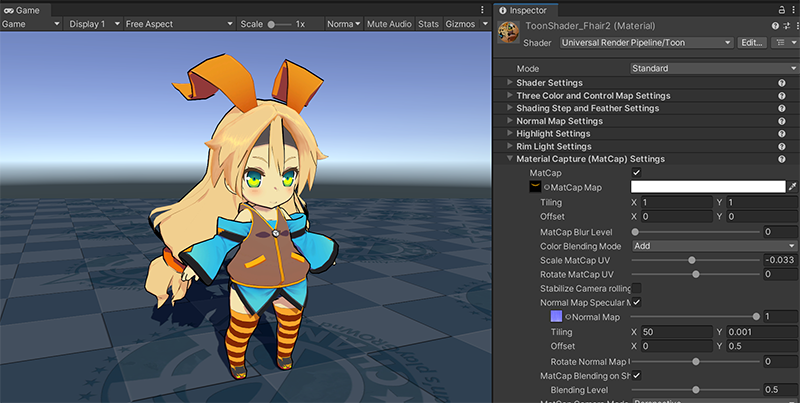 Game
Game Display 1 Free Aspect Scale 1x Norma Mute Audio Stats Gizmos
Inspector
ToonShader_Fhair2 (Material)
Shader Universal Render Pipeline/Toon Edit...
Mode Standard
Shader Settings
Three Color and Control Map Settings
Shading Step and Feather Settings
Normal Map Settings
Highlight Settings
Rim Light Settings
Material Capture (MatCap) Settings
MatCap
MatCap Map
Tiling X 1 Y 1
Offset X 0 Y 0
MatCap Blur Level 0
Color Blending Mode Add
Scale MatCap UV -0.033
Rotate MatCap UV 0
Stabilize Camera rolling
Normal Map Specular M
Normal Map 1
Tiling X 50 Y 0.001
Offset X 0 Y 0.5
Rotate Normal Map U 0
MatCap Blending on Sh
Blending Level 0.5
MatCap Camera Mode Perspective